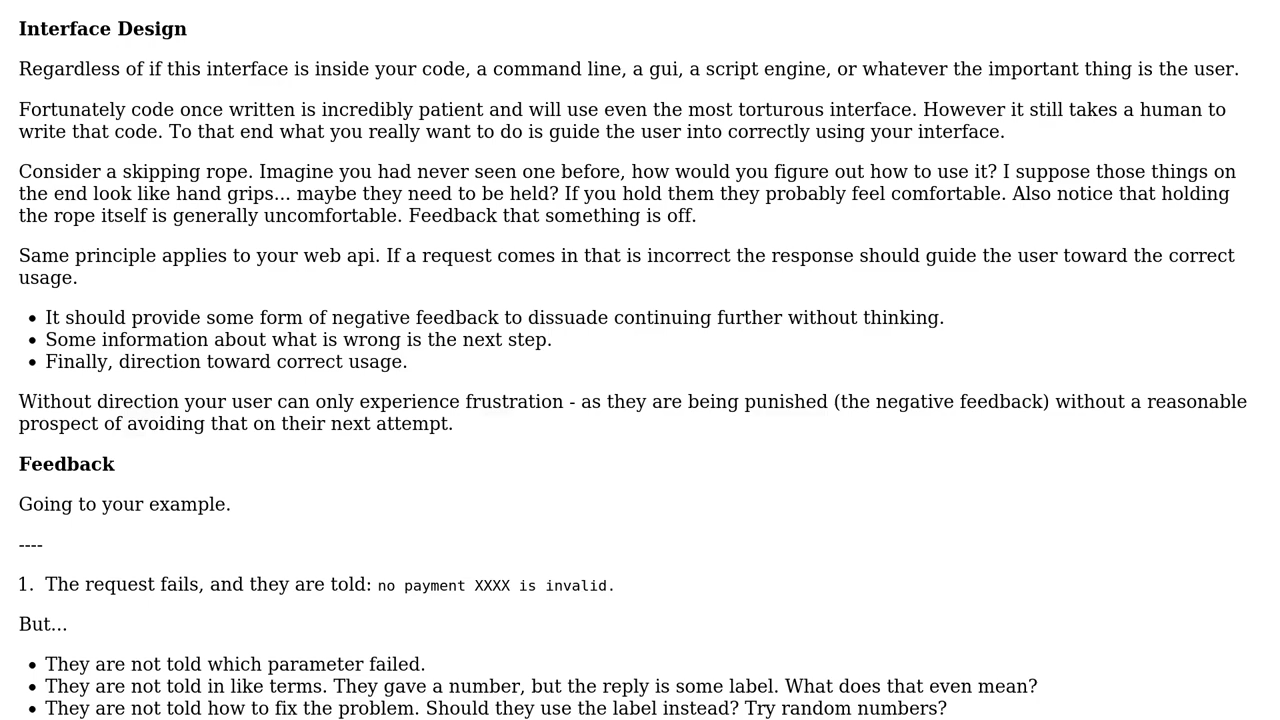 Interface Design
Regardless of if this interface is inside your code, a command line, a gui, a script engine, or whatever the important thing is the user.
Fortunately code once written is incredibly patient and will use even the most torturous interface. However it still takes a human to
write that code. To that end what you really want to do is guide the user into correctly using your interface.
Consider a skipping rope. Imagine you had never seen one before, how would you figure out how to use it? I suppose those things on
the end look like hand grips... maybe they need to be held? If you hold them they probably feel comfortable. Also notice that holding
the rope itself is generally uncomfortable. Feedback that something is off.
Same principle applies to your web api. If a request comes in that is incorrect the response should guide the user toward the correct
usage.
• It should provide some form of negative feedback to dissuade continuing further without thinking.
• Some information about what is wrong is the next step.
• Finally, direction toward correct usage.
Without direction your user can only experience frustration - as they are being punished (the negative feedback) without a reasonable
prospect of avoiding that on their next attempt.
Feedback
Going to your example.
----
1. The request fails, and they are told: no payment XXXX is invalid.
But...
• They are not told which parameter failed.
• They are not told in like terms. They gave a number, but the reply is some label. What does that even mean?
• They are not told how to fix the problem. Should they use the label instead? Try random numbers?